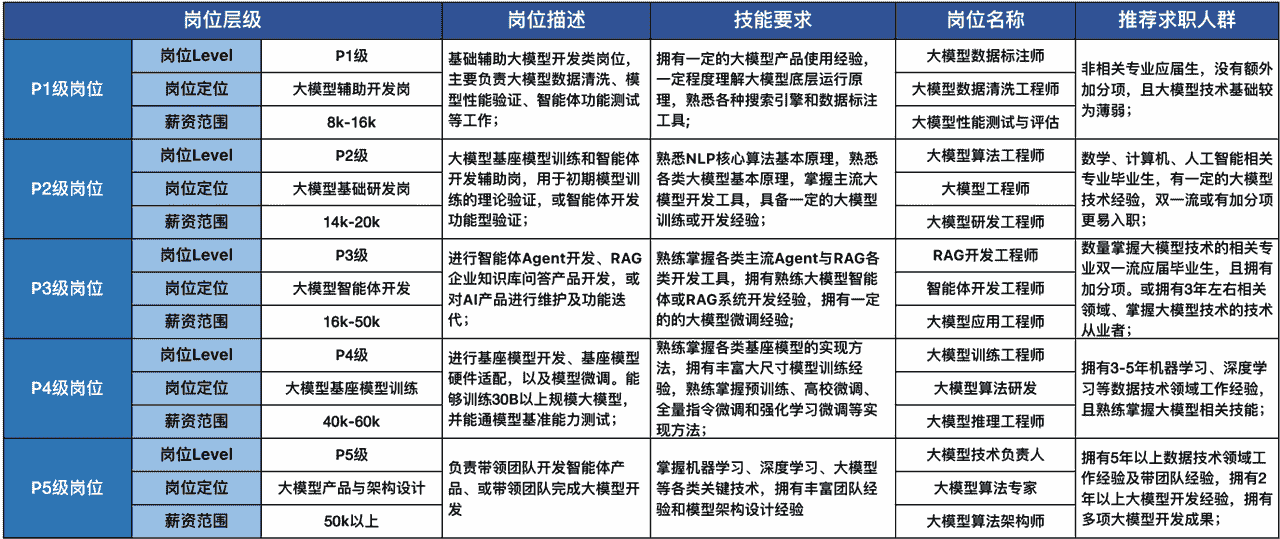 岗位层级
岗位描述
技能要求
岗位名称
推荐求职人群
P1级岗位
岗位Level
P1级
岗位定位
大模型辅助开发岗
薪资范围
8k-16k
基础辅助大模型开发类岗位，
主要负责大模型数据清洗、模
型性能验证、智能体功能测试
等工作；
拥有一定的大模型产品使用经验，
一定程度理解大模型底层运行原
理，熟悉各种搜索引擎和数据标注
工具;
大模型数据标注师
大模型数据清洗工程师
大模型性能测试与评估
非相关专业应届生，没有额外
加分项，且大模型技术基础较
为薄弱；
P2级岗位
岗位Level
P2级
岗位定位
大模型基础研发岗
薪资范围
14k-20k
大模型基座模型训练和智能体
开发辅助岗，用于初期模型训
练的理论验证，或智能体开发
功能型验证；
熟悉NLP核心算法基本原理，熟悉
各类大模型基本原理，掌握主流大
模型开发工具，具备一定的大模型
训练或开发经验；
大模型算法工程师
大模型工程师
大模型研发工程师
数学、计算机、人工智能相关
专业毕业生，有一定的大模型
技术经验，双一流或有加分项
更易入职；
P3级岗位
岗位Level
P3级
岗位定位
大模型智能体开发
薪资范围
16k-50k
进行智能体Agent开发、RAG
企业知识库问答产品开发，或
对AI产品进行维护及功能迭
代；
熟练掌握各类主流Agent与RAG各
类开发工具，拥有熟练大模型智能
体或RAG系统开发经验，拥有一定
的的大模型微调经验;
RAG开发工程师
智能体开发工程师
大模型应用工程师
数量掌握大模型技术的相关专
业双一流应届毕业生，且拥有
加分项。或拥有3年左右相关
领域、掌握大模型技术的技术
从业者；
P4级岗位
岗位Level
P4级
岗位定位
大模型基座模型训练
薪资范围
40k-60k
进行基座模型开发、基座模型
硬件适配，以及模型微调。能
够训练30B以上规模大模型，
并能通模型基准能力测试；
熟练掌握各类基座模型的实现方
法，拥有丰富大尺寸模型训练经
验，熟练掌握预训练、高校微调、
全量指令微调和强化学习微调等实
现方法；
大模型训练工程师
大模型算法研发
大模型推理工程师
拥有3-5年机器学习、深度学
习等数据技术领域工作经验，
且熟练掌握大模型相关技能；
P5级岗位
岗位Level
P5级
岗位定位
大模型产品与架构设计
薪资范围
50k以上
负责带领团队开发智能体产
品、或带领团队完成大模型开
发
掌握机器学习、深度学习、大模型
等各类关键技术，拥有丰富团队经
验和模型架构设计经验
大模型技术负责人
大模型算法专家
大模型算法架构师
拥有5年以上数据技术领域工
作经验及带团队经验，拥有2
年以上大模型开发经验，拥有
多项大模型开发成果；